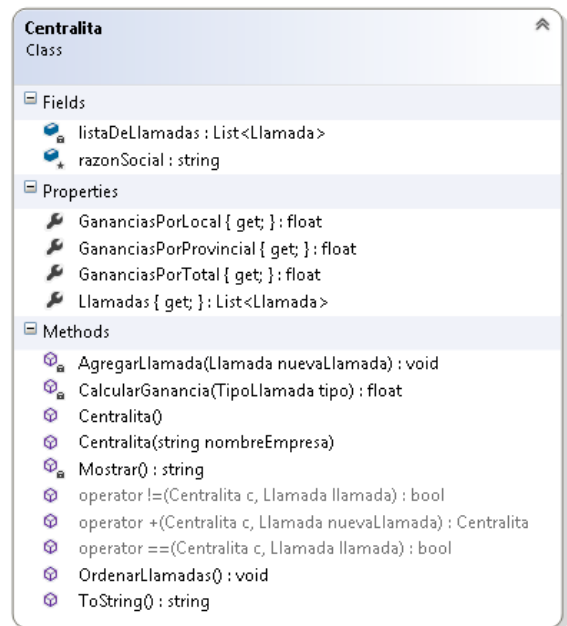 Centralita
Class
Fields
listaDeLlamadas : List<Llamada>
razonSocial : string
Properties
GananciasPorLocal { get; } : float
GananciasPorProvincial { get; } : float
GananciasPorTotal { get; } : float
Llamadas { get; } : List<Llamada>
Methods
AgregarLlamada(Llamada nuevaLlamada) : void
CalcularGanancia(TipoLlamada tipo) : float
Centralita()
Centralita(string nombreEmpresa)
Mostrar() : string
operator !=(Centralita c, Llamada llamada) : bool
operator +(Centralita c, Llamada nuevaLlamada) : Centralita
operator ==(Centralita c, Llamada llamada) : bool
OrdenarLlamadas() : void
ToString() : string